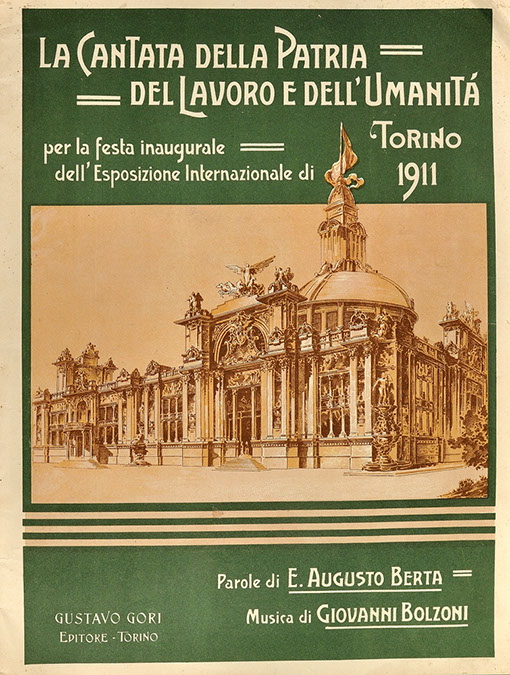 La Cantata della Patria
del Lavoro e dell'Umanitá
per la festa inaugurale
dell'Esposizione Internazionale di
Torino
1911
Parole di E. Augusto Berta
Musica di Giovanni Bolzoni
Gustavo Gori
Editore - Torino